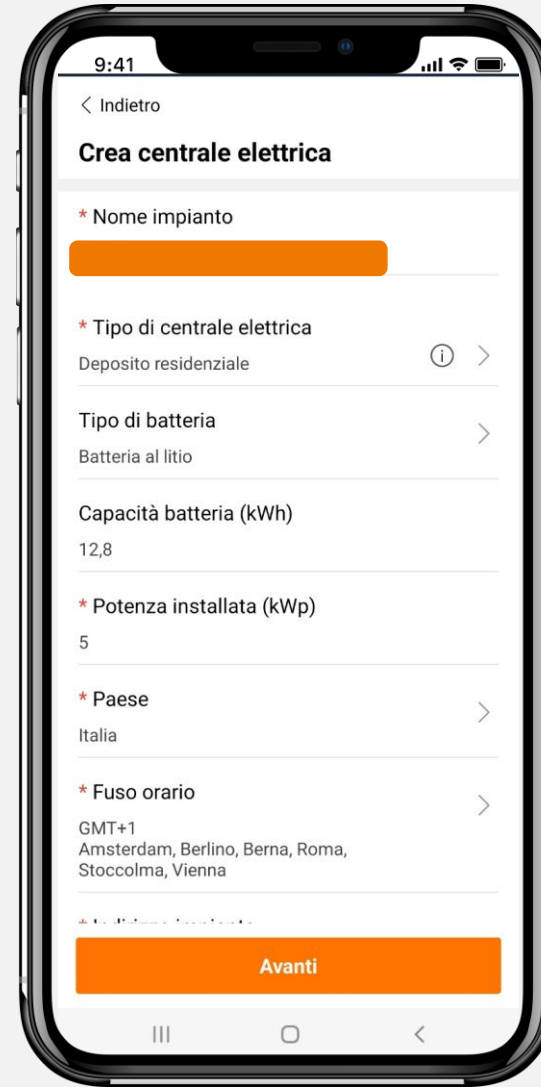 9:41
Indietro
Crea centrale elettrica
* Nome impianto
* Tipo di centrale elettrica
Deposito residenziale
Tipo di batteria
Batteria al litio
Capacità batteria (kWh)
12,8
* Potenza installata (kWp)
5
* Paese
Italia
* Fuso orario
GMT+1
Amsterdam, Berlino, Berna, Roma,
Stoccolma, Vienna
Avanti